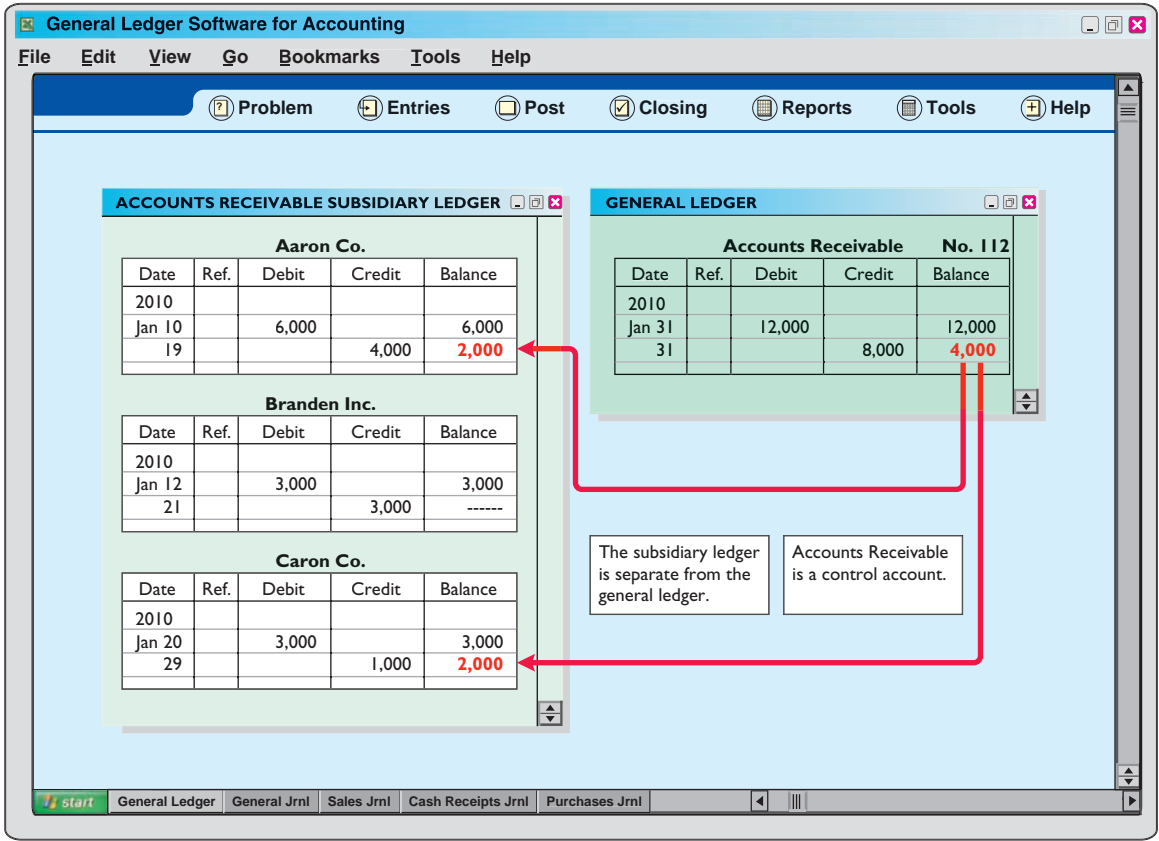 General Ledger Software for Accounting
File Edit View Go Bookmarks Tools Help
? Problem Entries Post Closing Reports Tools Help
ACCOUNTS RECEIVABLE SUBSIDIARY LEDGER
Aaron Co.
Date Ref. Debit Credit Balance
2010
Jan 10 6,000 6,000
19 4,000 2,000
Branden Inc.
Date Ref. Debit Credit Balance
2010
Jan 12 3,000 3,000
21 3,000 ------
Caron Co.
Date Ref. Debit Credit Balance
2010
Jan 20 3,000 3,000
29 1,000 2,000
GENERAL LEDGER
Accounts Receivable No. 112
Date Ref. Debit Credit Balance
2010
Jan 31 12,000 12,000
31 8,000 4,000
The subsidiary ledger
is separate from the
general ledger.
Accounts Receivable
is a control account.
start General Ledger General Jrnl Sales Jrnl Cash Receipts Jrnl Purchases Jrnl